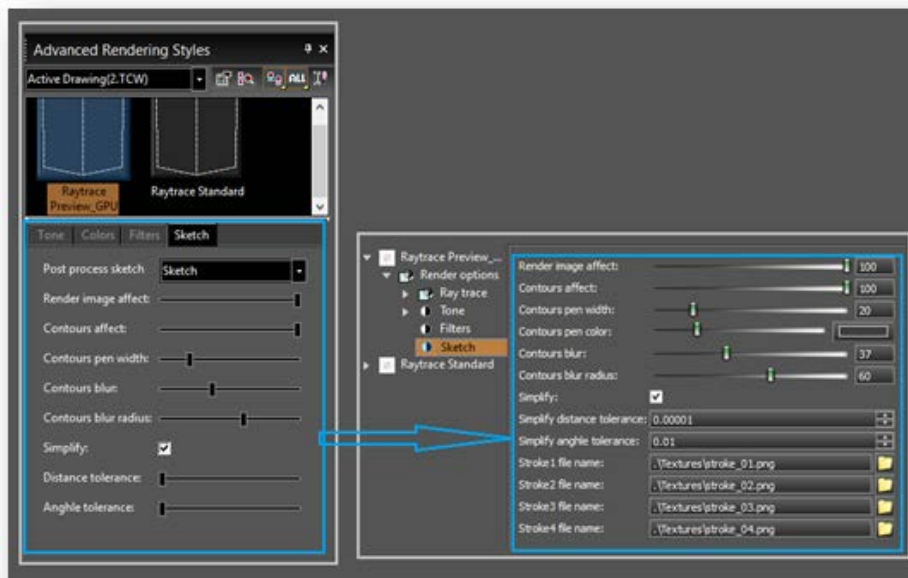 Advanced Rendering Styles
Active Drawing(2.TCW)
ALL
Raytrace Preview_GPU
Raytrace Standard
Tone Colors Filters Sketch
Post process sketch Sketch
Render image affect:
Contours affect:
Contours pen width:
Contours blur:
Contours blur radius:
Simplify:
Distance tolerance:
Anghle tolerance:
Raytrace Preview_...
Render options
Ray trace
Tone
Filters
Sketch
Raytrace Standard
Render image affect: 100
Contours affect: 100
Contours pen width: 20
Contours pen color:
Contours blur: 37
Contours blur radius: 60
Simplify:
Simplify distance tolerance: 0.00001
Simplify anghle tolerance: 0.01
Stroke1 file name: .\Textures\stroke_01.png
Stroke2 file name: .\Textures\stroke_02.png
Stroke3 file name: .\Textures\stroke_03.png
Stroke4 file name: .\Textures\stroke_04.png